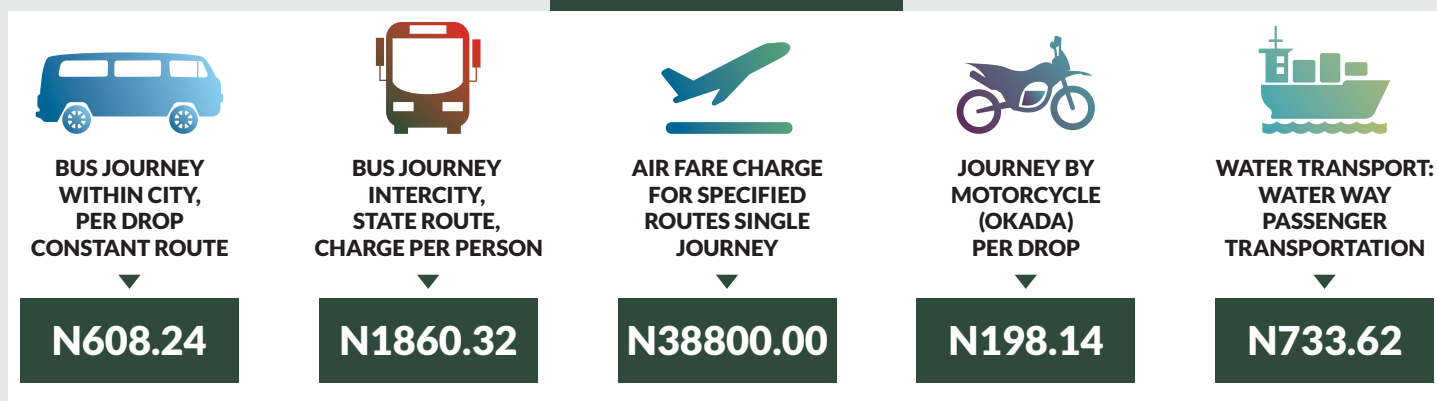 BUS JOURNEY
WITHIN CITY,
PER DROP
CONSTANT ROUTE
N608.24
BUS JOURNEY
INTERCITY,
STATE ROUTE,
CHARGE PER PERSON
N1860.32
AIR FARE CHARGE
FOR SPECIFIED
ROUTES SINGLE
JOURNEY
N38800.00
JOURNEY BY
MOTORCYCLE
(OKADA)
PER DROP
N198.14
WATER TRANSPORT:
WATER WAY
PASSENGER
TRANSPORTATION
N733.62